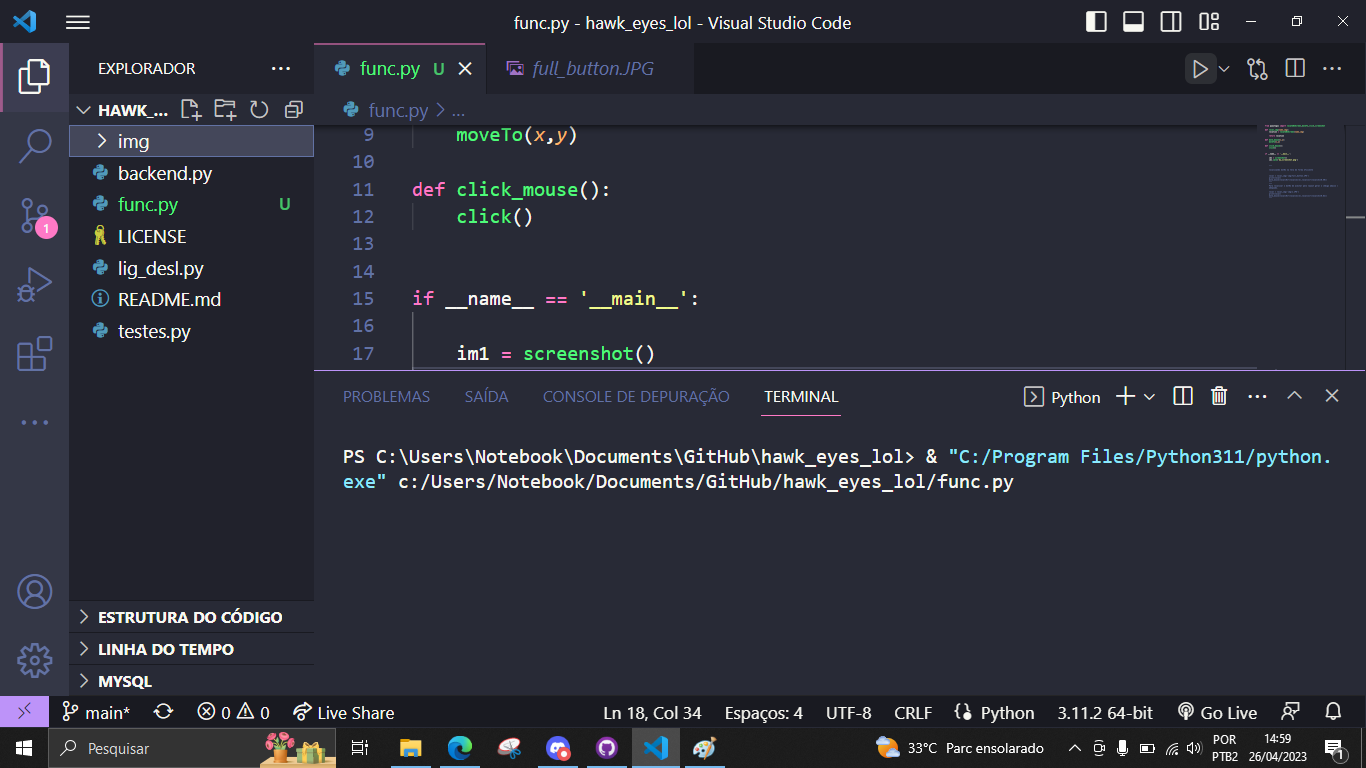 func.py - hawk_eyes_lol - Visual Studio Code
EXPLORADOR
func.py U
full_button.JPG
HAWK_...
func.py > ...
img
backend.py
func.py U
LICENSE
lig_desl.py
README.md
testes.py
1
9 moveTo(x,y)
10
11 def click_mouse():
12 click()
13
14
15 if __name__ == '__main__':
16
17 im1 = screenshot()
PROBLEMAS SAÍDA CONSOLE DE DEPURAÇÃO TERMINAL
Python
PS C:\Users\Notebook\Documents\GitHub\hawk_eyes_lol> & "C:/Program Files/Python311/python.
exe" c:/Users/Notebook/Documents/GitHub/hawk_eyes_lol/func.py
ESTRUTURA DO CÓDIGO
LINHA DO TEMPO
MYSQL
main* 0 0 Live Share Ln 18, Col 34 Espaços: 4 UTF-8 CRLF Python 3.11.2 64-bit Go Live
Pesquisar
33°C Parc ensolarado
POR
PTB2
14:59
26/04/2023
1